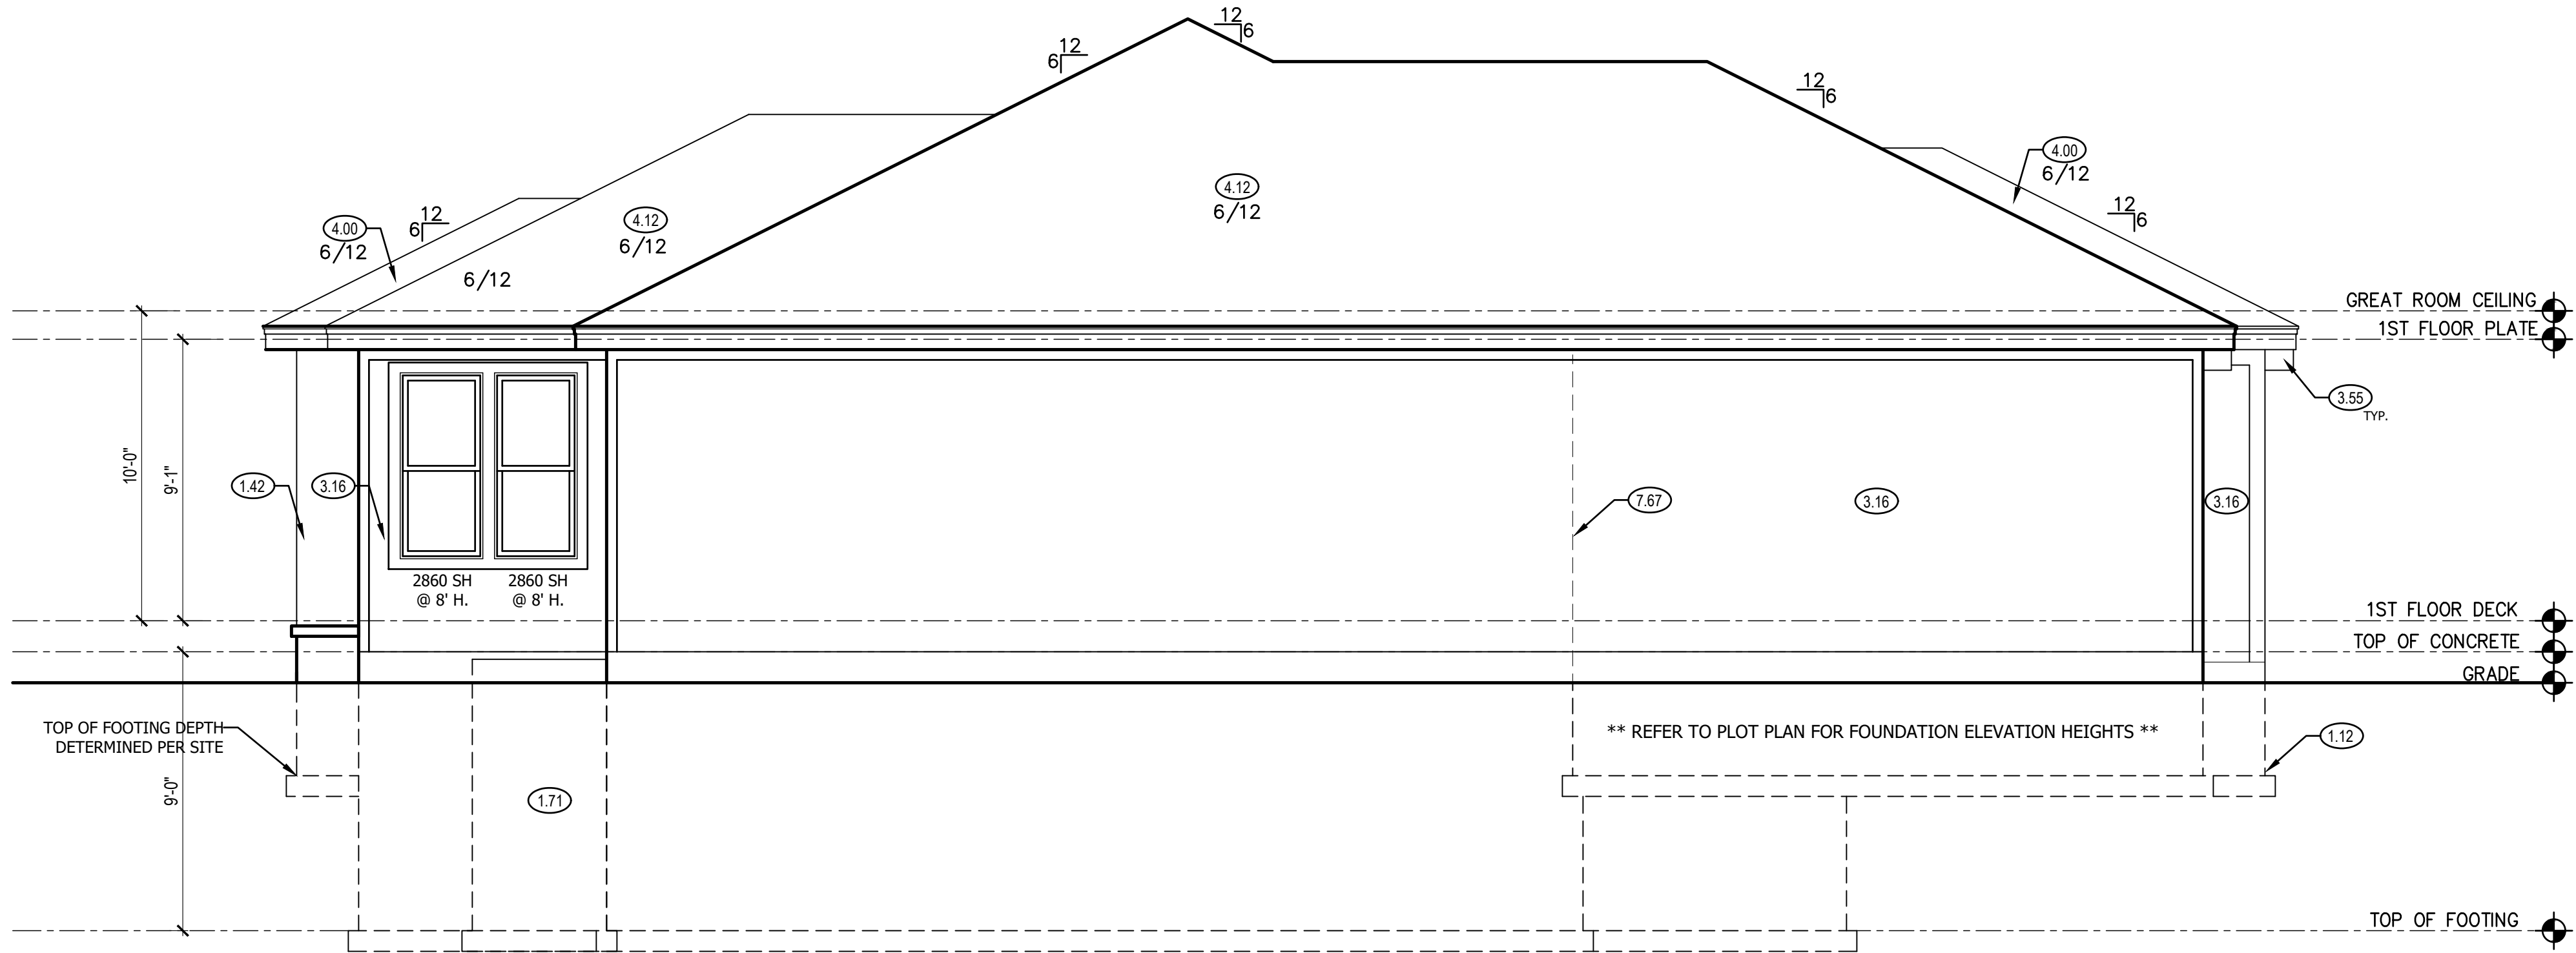 12
6
12
6
12
6
4.00
6/12
12
6
4.12
6/12
4.12
6/12
12
6
4.00
6/12
6/12
GREAT ROOM CEILING
1ST FLOOR PLATE
3.55
TYP.
10'-0"
9'-1"
1.42
3.16
7.67
3.16
3.16
2860 SH
@ 8' H.
2860 SH
@ 8' H.
1ST FLOOR DECK
TOP OF CONCRETE
GRADE
TOP OF FOOTING DEPTH
DETERMINED PER SITE
** REFER TO PLOT PLAN FOR FOUNDATION ELEVATION HEIGHTS **
1.12
9'-0"
1.71
TOP OF FOOTING